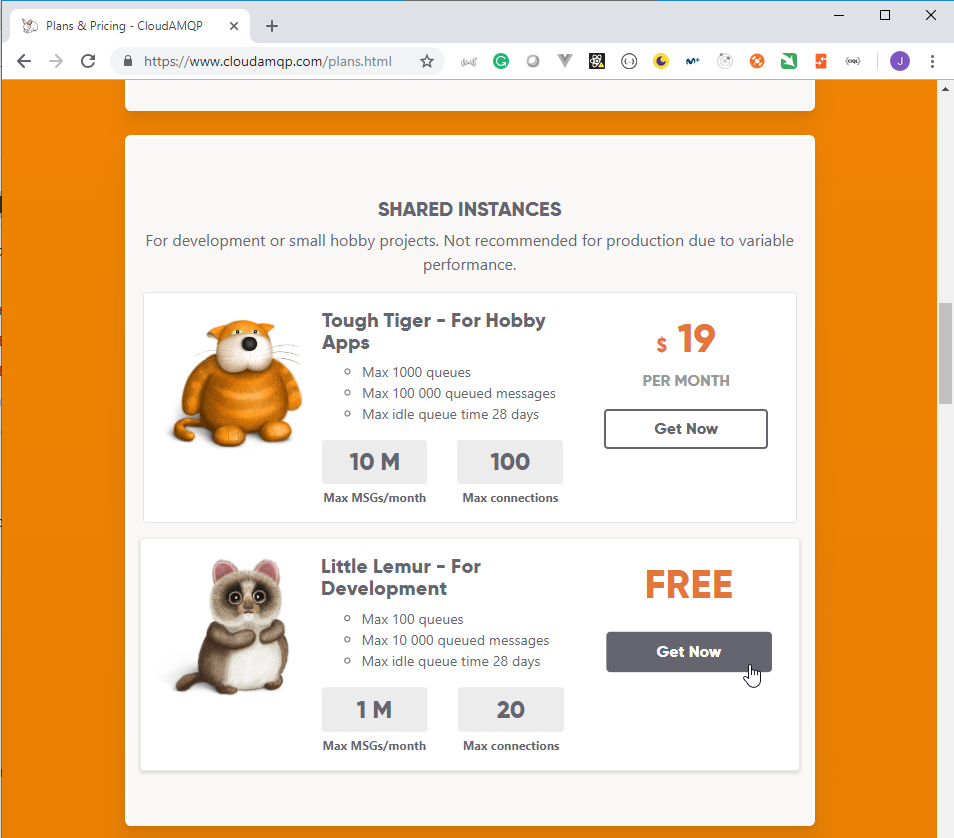 Plans & Pricing - CloudAMQP
https://www.cloudamqp.com/plans.html
J
SHARED INSTANCES
For development or small hobby projects. Not recommended for production due to variable
performance.
Tough Tiger - For Hobby
Apps
Max 1000 queues
Max 100 000 queued messages
Max idle queue time 28 days
10 M
Max MSGs/month
100
Max connections
$ 19
PER MONTH
Get Now
Little Lemur - For
Development
Max 100 queues
Max 10 000 queued messages
Max idle queue time 28 days
1 M
Max MSGs/month
20
Max connections
FREE
Get Now